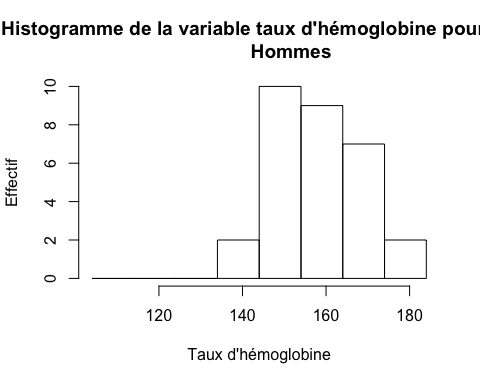 Histogramme de la variable taux d'hémoglobine pour
Hommes
10
8
6
4
2
0
Effectif
120 140 160 180
Taux d'hémoglobine